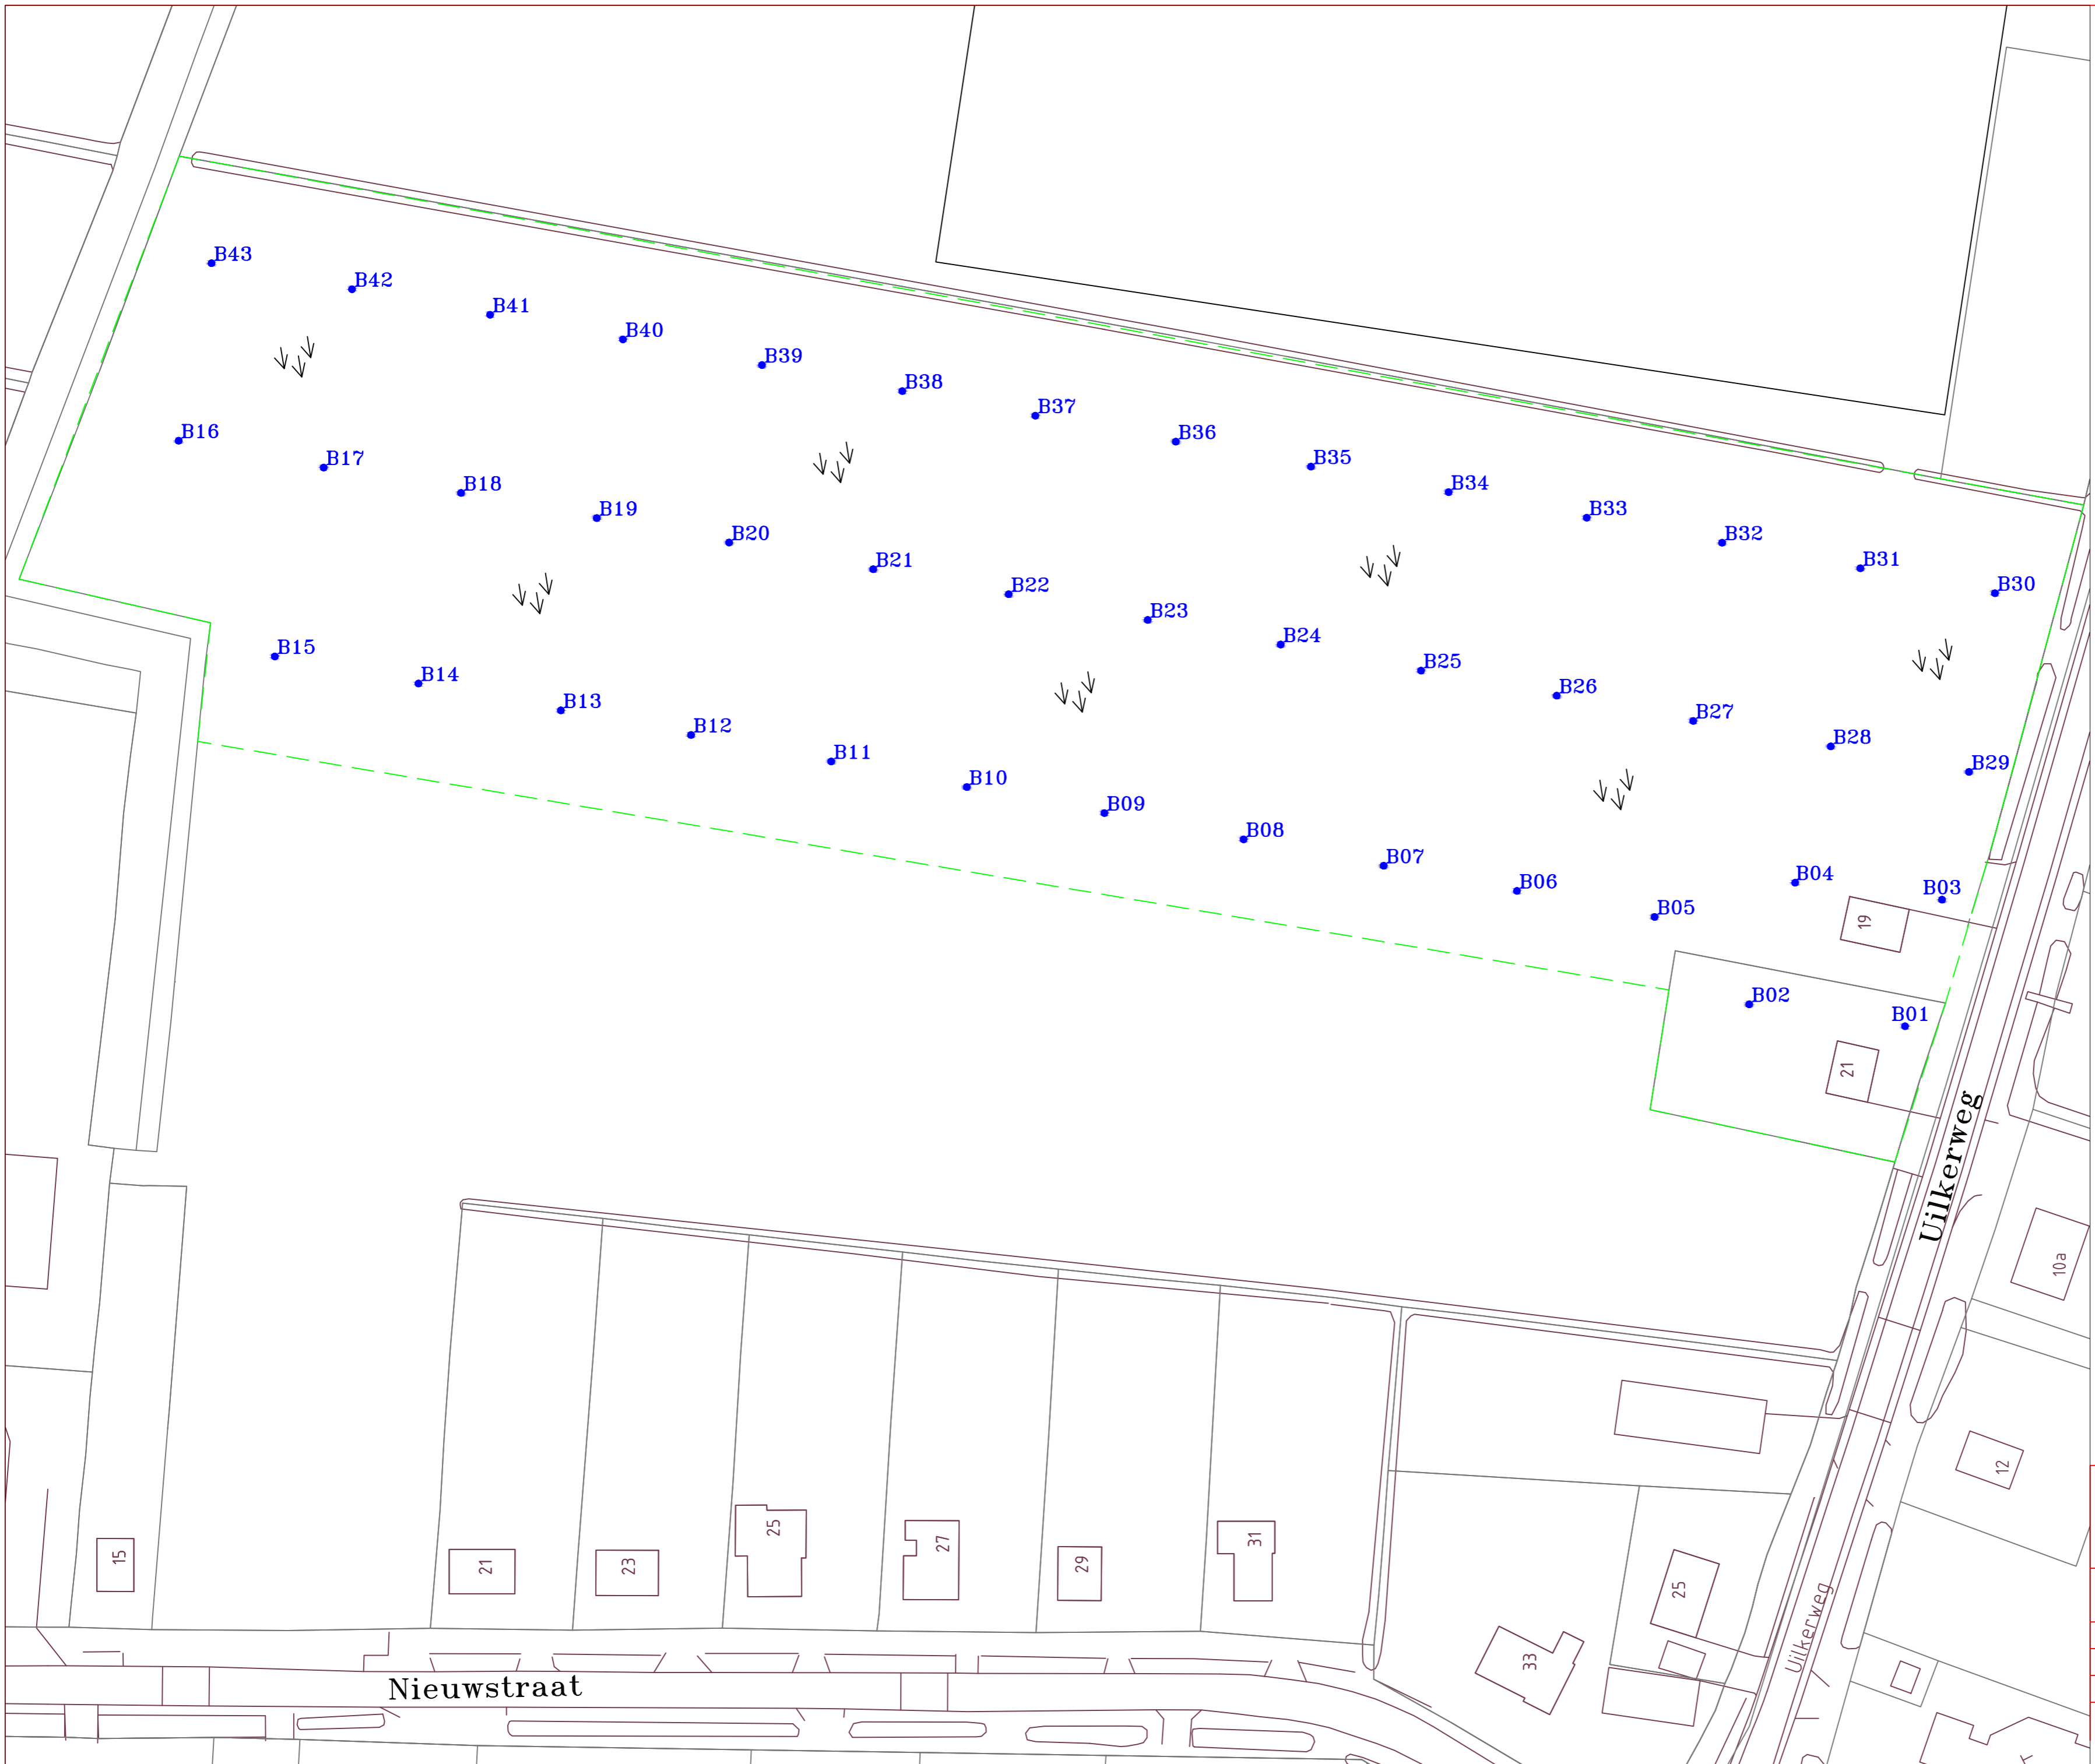 B43
B42
B41
B40
B39
B38
B37
B36
B35
B34
B33
B32
B31
B30
B16
B17
B18
B19
B20
B21
B22
B23
B24
B25
B26
B27
B28
B29
B15
B14
B13
B12
B11
B10
B09
B08
B07
B06
B05
B04
B03
19
B02
B01
21
Uilkerweg
10a
12
15
21
23
25
27
29
31
33
25
Uilkerweg
Nieuwstraat